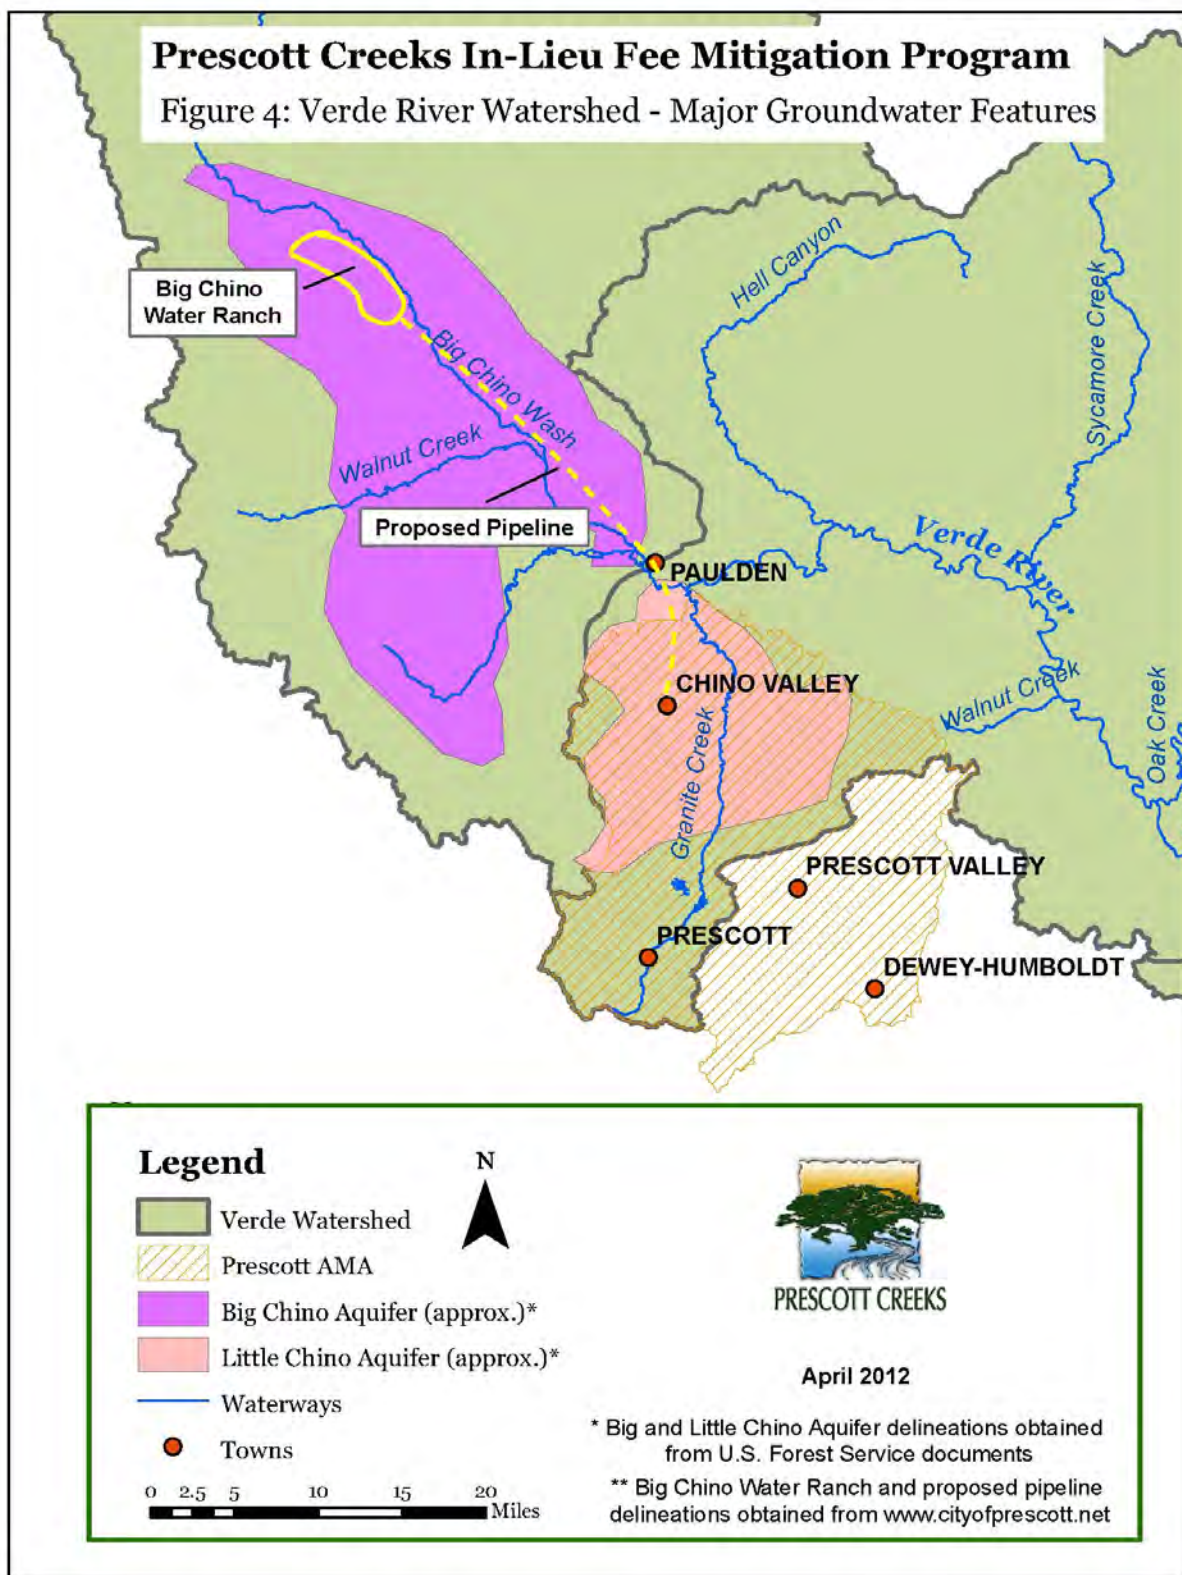 Prescott Creeks In-Lieu Fee Mitigation Program
Figure 4: Verde River Watershed - Major Groundwater Features
Hell Canyon
Sycamore Creek
Big Chino
Water Ranch
Big Chino Wash
Walnut Creek
Proposed Pipeline
Verde River
PAULDEN
CHINO VALLEY
Walnut Creek
Oak Creek
Granite Creek
PRESCOTT VALLEY
PRESCOTT
DEWEY-HUMBOLDT
Legend
N
Verde Watershed
Prescott AMA
Big Chino Aquifer (approx.)*
Little Chino Aquifer (approx.)*
Waterways
Towns
0 2.5 5 10 15 20
Miles
PRESCOTT CREEKS
April 2012
* Big and Little Chino Aquifer delineations obtained
from U.S. Forest Service documents
** Big Chino Water Ranch and proposed pipeline
delineations obtained from www.cityofprescott.net